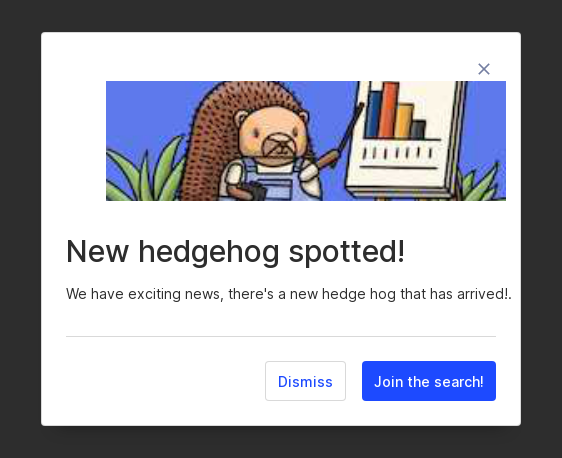 New hedgehog spotted!
We have exciting news, there's a new hedge hog that has arrived!.
Dismiss
Join the search!